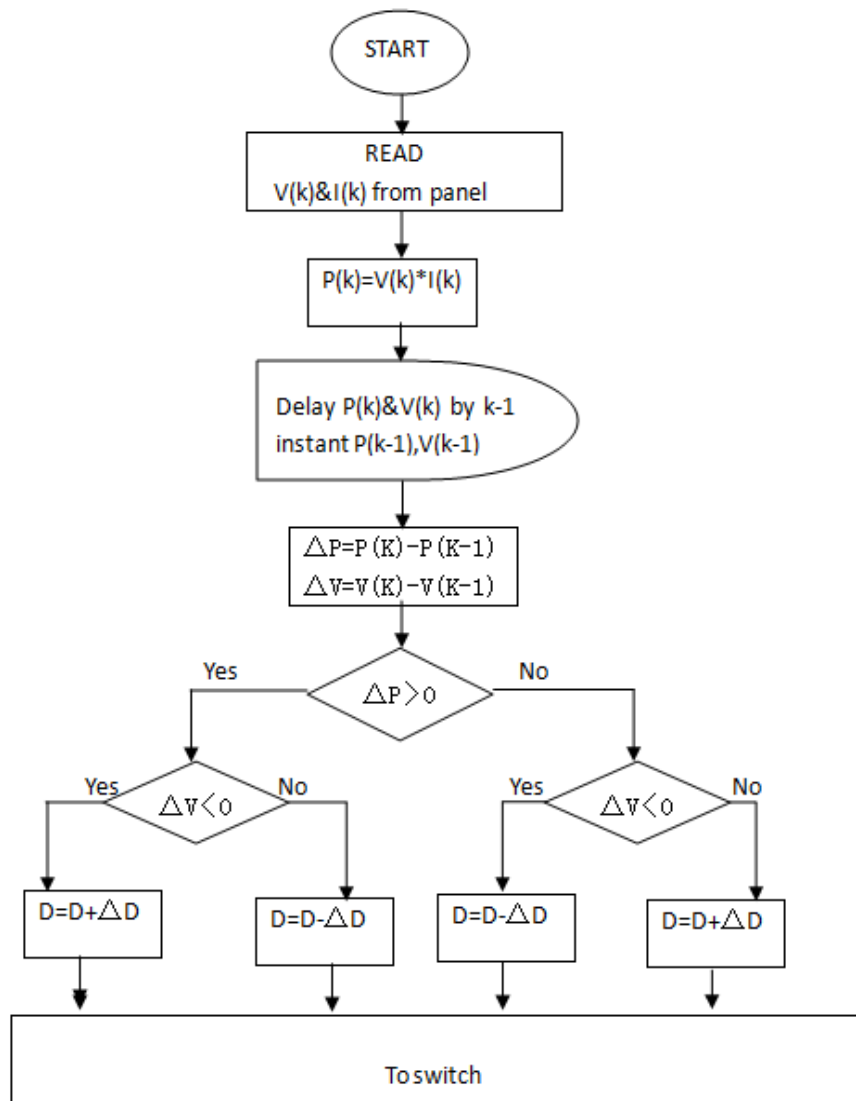 START
READ
V(k)&I(k) from panel
P(k)=V(k)*I(k)
Delay P(k)&V(k) by k-1
instant P(k-1),V(k-1)
△P=P(K)-P(K-1)
△V=V(K)-V(K-1)
Yes
No
△P>0
Yes
No
Yes
No
△V<0
△V<0
D=D+△D
D=D-△D
D=D-△D
D=D+△D
To switch